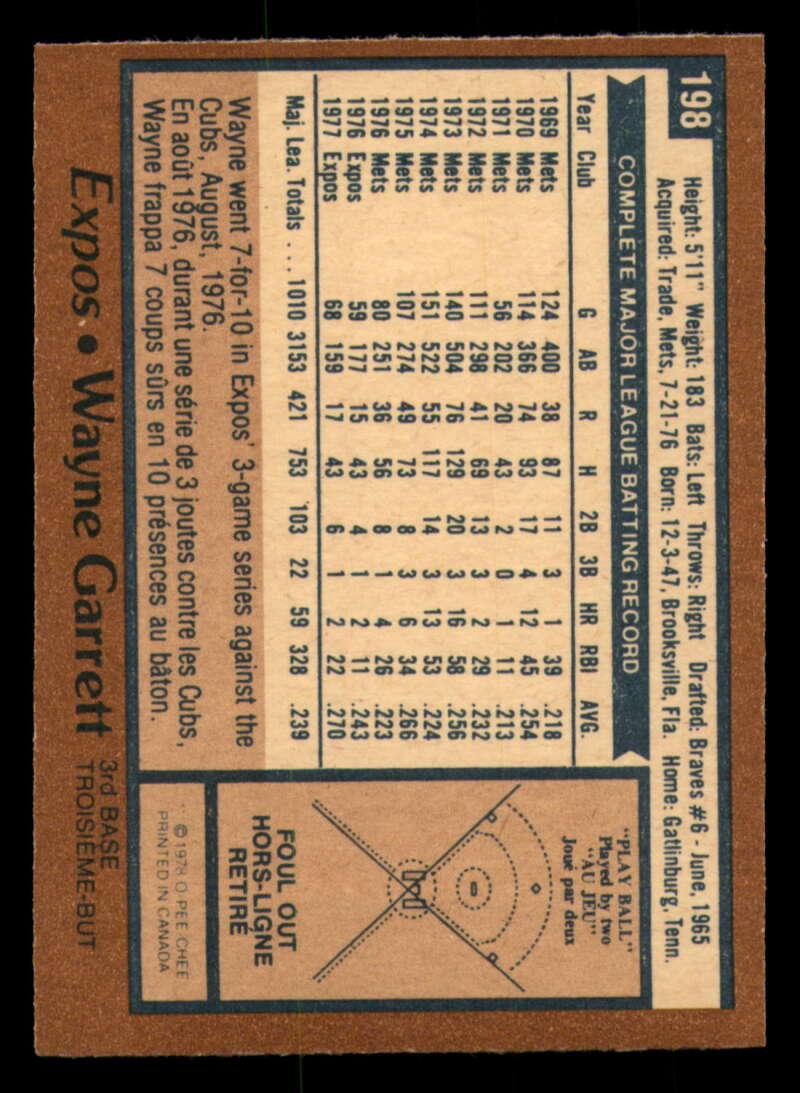 198
Height: 5'11" Weight: 183 Bats: Left Throws: Right Drafted: Braves #6 - June, 1965
Acquired: Trade, Mets, 7-21-76 Born: 12-3-47, Brooksville, Fla. Home: Gatlinburg, Tenn.
COMPLETE MAJOR LEAGUE BATTING RECORD
Year Club G AB R H 2B 3B HR RBI AVG.
1969 Mets 124 400 38 87 11 3 1 39 .218
1970 Mets 114 366 74 93 17 4 12 45 .254
1971 Mets 56 202 20 43 2 0 1 11 .213
1972 Mets 111 298 41 69 13 3 2 29 .232
1973 Mets 140 504 76 129 20 3 16 58 .256
1974 Mets 151 522 55 117 14 3 13 53 .224
1975 Mets 107 274 49 73 8 3 6 34 .266
1976 Mets 80 251 36 56 8 1 4 26 .223
1976 Expos 59 177 15 43 4 1 2 11 .243
1977 Expos 68 159 17 43 6 1 2 22 .270
Maj. Lea. Totals ... 1010 3153 421 753 103 22 59 328 .239
Wayne went 7-for-10 in Expos' 3-game series against the
Cubs, August, 1976.
En août 1976, durant une série de 3 joutes contre les Cubs,
Wayne frappa 7 coups sûrs en 10 présences au bâton.
"PLAY BALL"
Played by two
"AU JEU"
Joué par deux
FOUL OUT
HORS-LIGNE
RETIRÉ
© 1978 O-PEE-CHEE
PRINTED IN CANADA
Expos • Wayne Garrett
3rd BASE
TROISIÈME-BUT